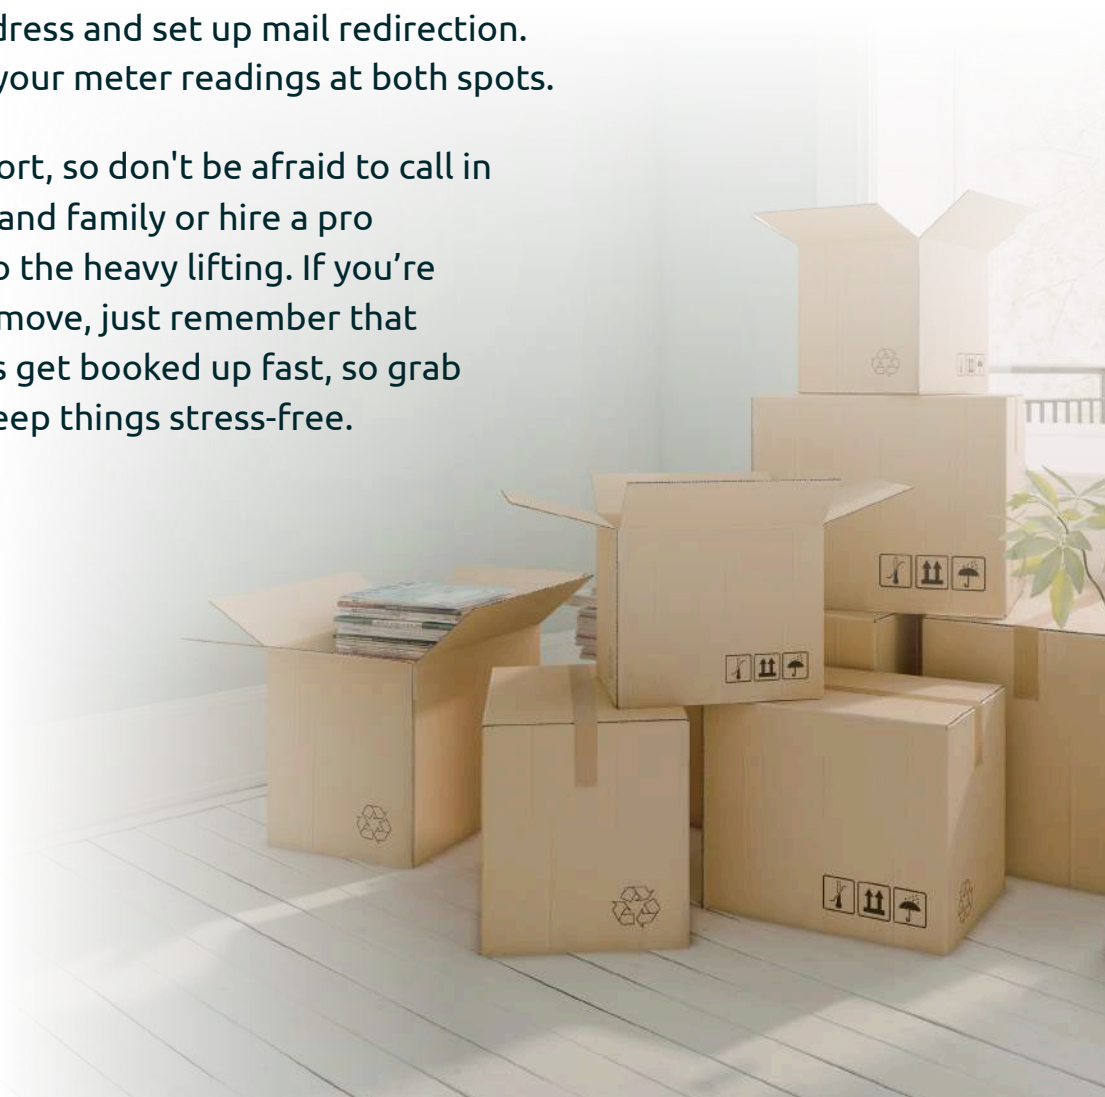 dress and set up mail redirection.
your meter readings at both spots.
ort, so don't be afraid to call in
and family or hire a pro
o the heavy lifting. If you’re
move, just remember that
s get booked up fast, so grab
eep things stress-free.